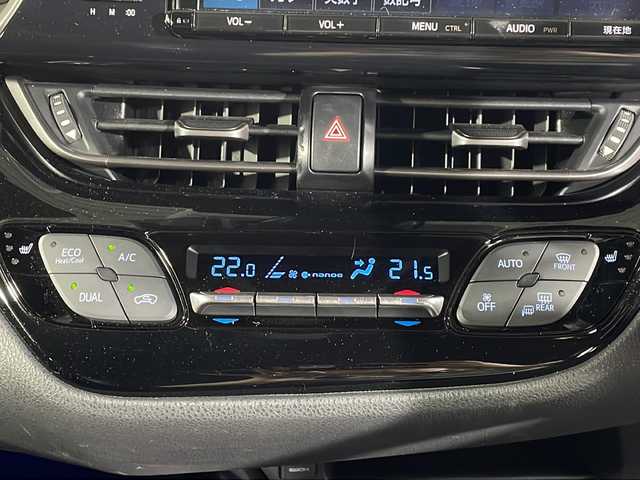 H M :00
VOL− VOL+ MENU CTRL AUDIO PWR 現在地
22.0 nanoe 21.5
ECO Heat/Cool A/C
DUAL
AUTO FRONT
OFF REAR